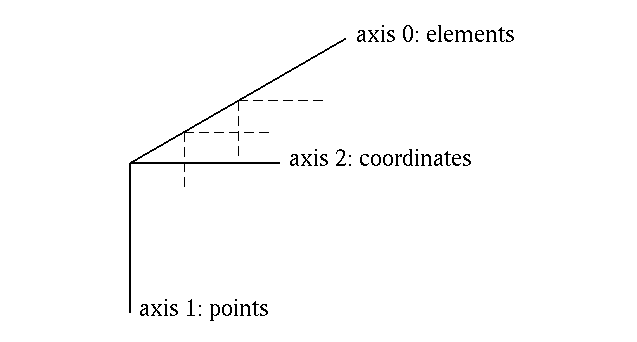 axis 0: elements
axis 2: coordinates
axis 1: points